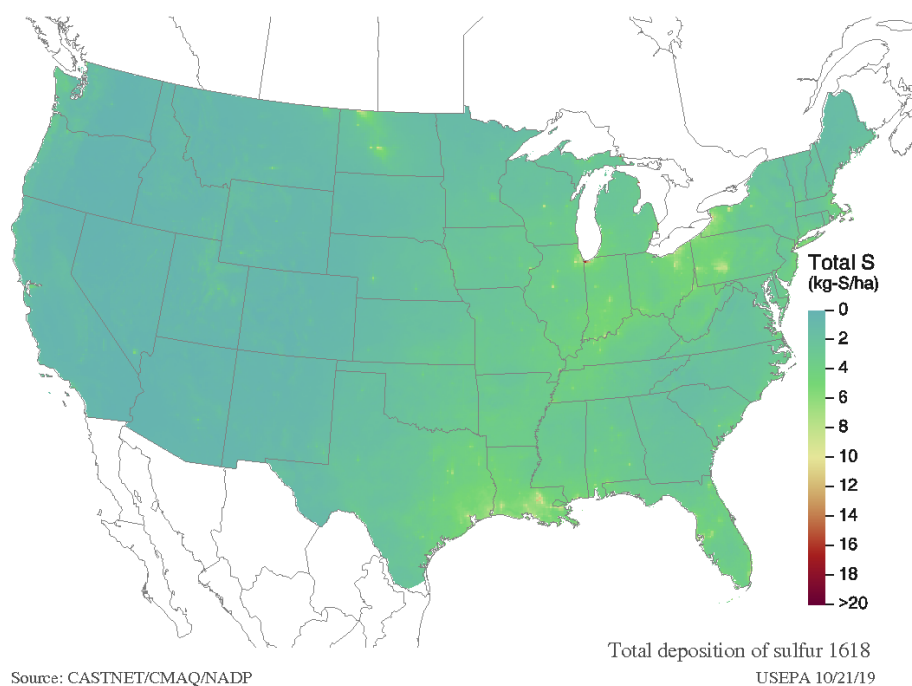 Total S
(kg-S/ha)
0
2
4
6
8
10
12
14
16
18
>20
Total deposition of sulfur 1618
Source: CASTNET/CMAQ/NADP
USEPA 10/21/19